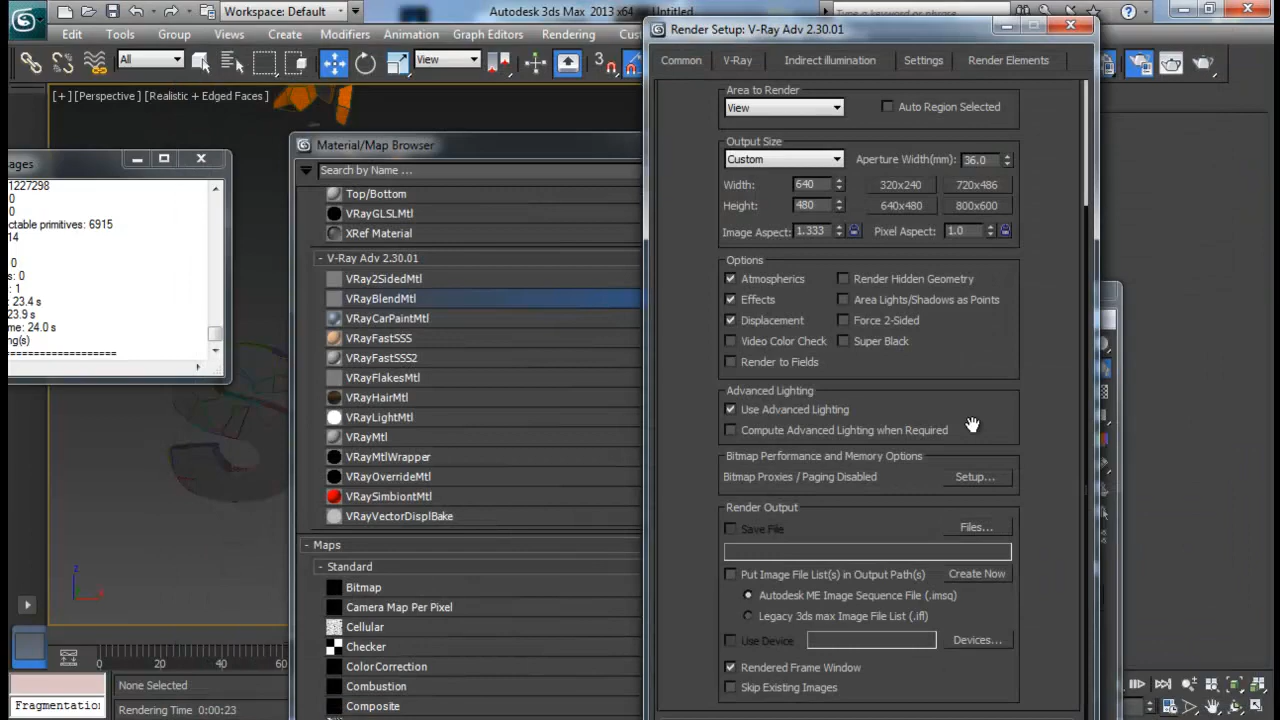 Workspace: Default
Autodesk 3ds Max 2013 x64
Edit Tools Group Views Create Modifiers Animation Graph Editors Rendering
All
View
3
[+] [Perspective] [Realistic + Edged Faces]
ages
1227298
0
0
ctable primitives: 6915
14
0
s: 0
: 1
: 23.4 s
23.9 s
me: 24.0 s
ng(s)
====================
Material/Map Browser
Search by Name ...
Top/Bottom
VRayGLSLMtl
XRef Material
- V-Ray Adv 2.30.01
VRay2SidedMtl
VRayBlendMtl
VRayCarPaintMtl
VRayFastSSS
VRayFastSSS2
VRayFlakesMtl
VRayHairMtl
VRayLightMtl
VRayMtl
VRayMtlWrapper
VRayOverrideMtl
VRaySimbiontMtl
VRayVectorDisplBake
- Maps
- Standard
Bitmap
Camera Map Per Pixel
Cellular
Checker
ColorCorrection
Combustion
Composite
Render Setup: V-Ray Adv 2.30.01
Common V-Ray Indirect illumination Settings Render Elements
Area to Render
View Auto Region Selected
Output Size
Custom Aperture Width(mm): 36.0
Width: 640 320x240 720x486
Height: 480 640x480 800x600
Image Aspect: 1.333 Pixel Aspect: 1.0
Options
Atmospherics Render Hidden Geometry
Effects Area Lights/Shadows as Points
Displacement Force 2-Sided
Video Color Check Super Black
Render to Fields
Advanced Lighting
Use Advanced Lighting
Compute Advanced Lighting when Required
Bitmap Performance and Memory Options
Bitmap Proxies / Paging Disabled Setup...
Render Output
Save File Files...
Put Image File List(s) in Output Path(s) Create Now
Autodesk ME Image Sequence File (.imsq)
Legacy 3ds max Image File List (.ifl)
Use Device Devices...
Rendered Frame Window
Skip Existing Images
z
x
0 20 40 60
None Selected
Fragmentation
Rendering Time 0:00:23